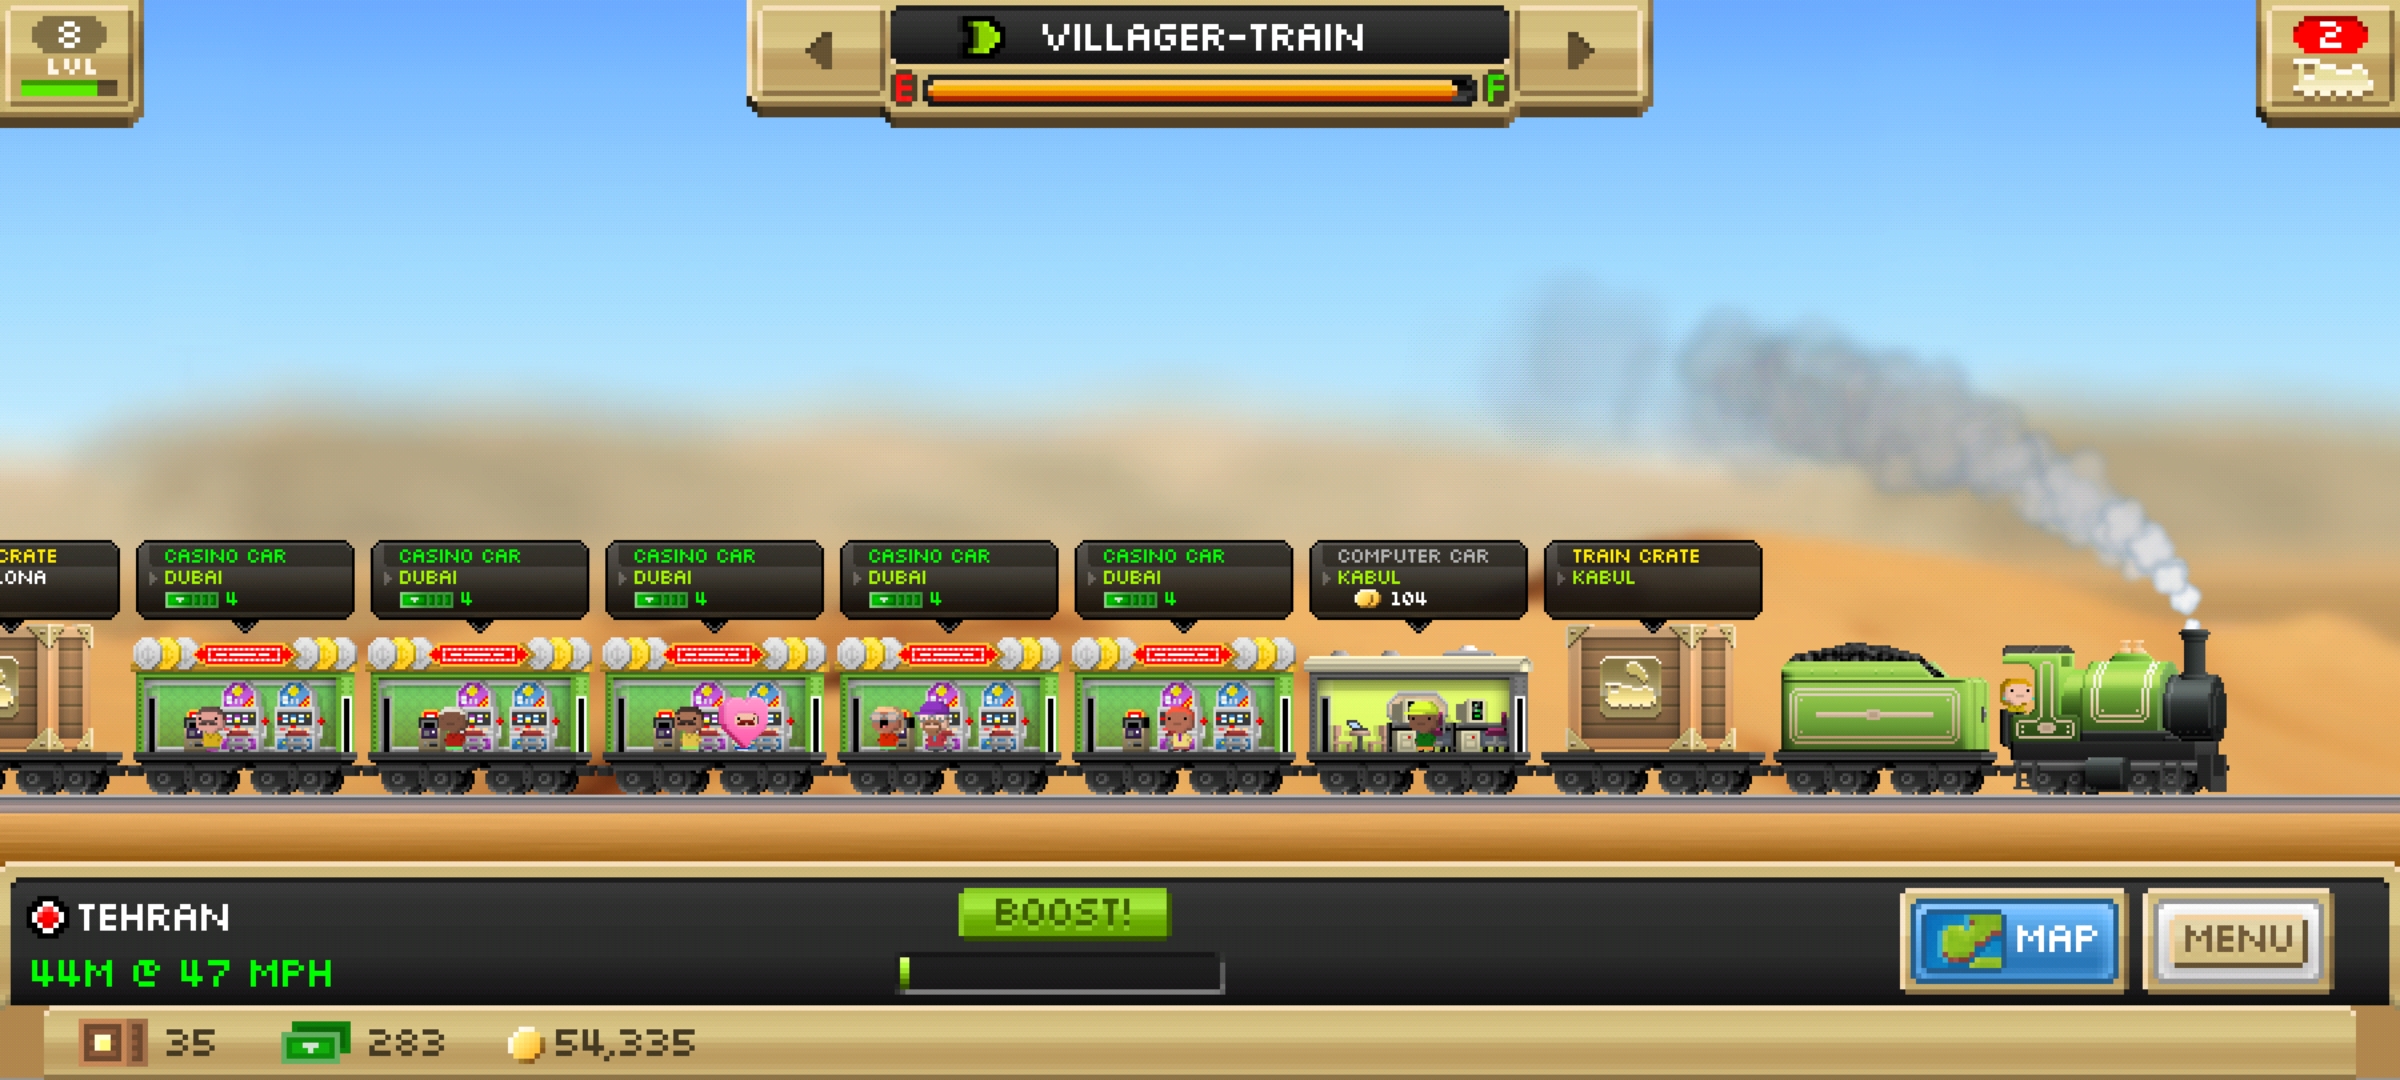 8
LVL
VILLAGER-TRAIN
E F
2
CRATE
LONA
CASINO CAR
DUBAI
4
CASINO CAR
DUBAI
4
CASINO CAR
DUBAI
4
CASINO CAR
DUBAI
4
CASINO CAR
DUBAI
4
COMPUTER CAR
KABUL
104
TRAIN CRATE
KABUL
TEHRAN
44M @ 47 MPH
BOOST!
MAP
MENU
35
283
54,335